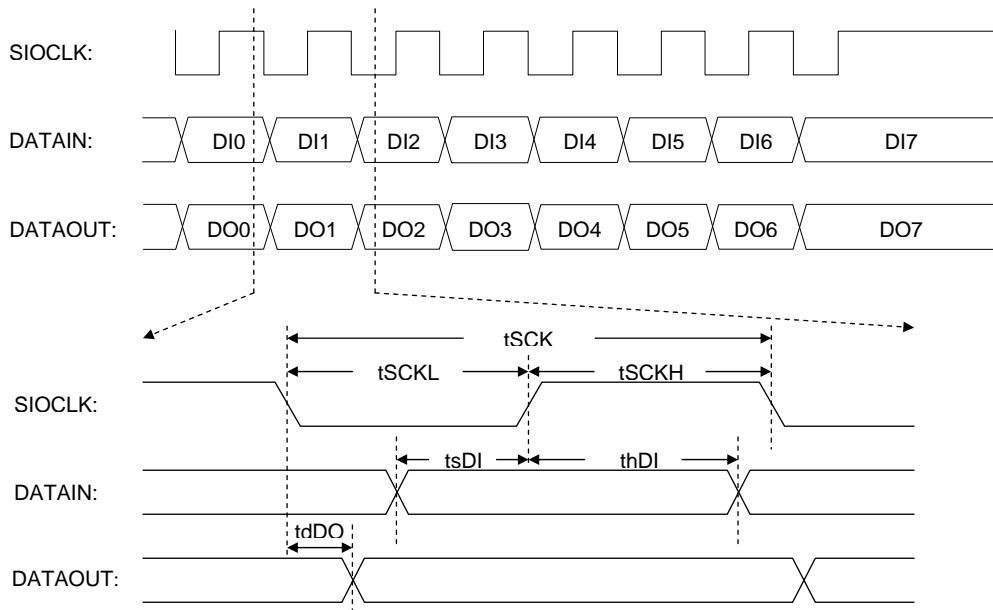 SIOCLK:
DATAIN: DI0 DI1 DI2 DI3 DI4 DI5 DI6 DI7
DATAOUT: DO0 DO1 DO2 DO3 DO4 DO5 DO6 DO7
tSCK
tSCKL tSCKH
SIOCLK:
tsDI thDI
DATAIN:
tdDO
DATAOUT: